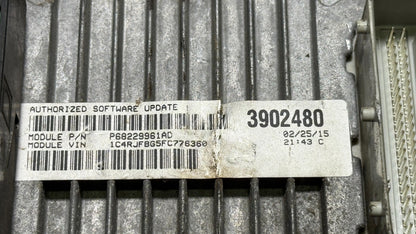 AUTHORIZED SOFTWARE UPDATE
3902480
MODULE P/N P68229961AD 02/25/15
MODULE VIN 1C4RJFBG5FC776360 21:43 C